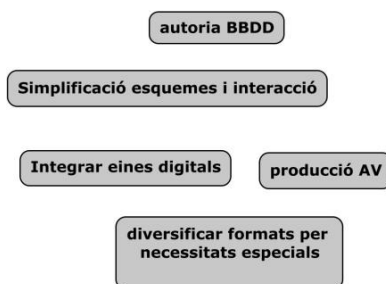 autoria BBDD
Simplificació esquemes i interacció
Integrar eines digitals
producció AV
diversificar formats per
necessitats especials